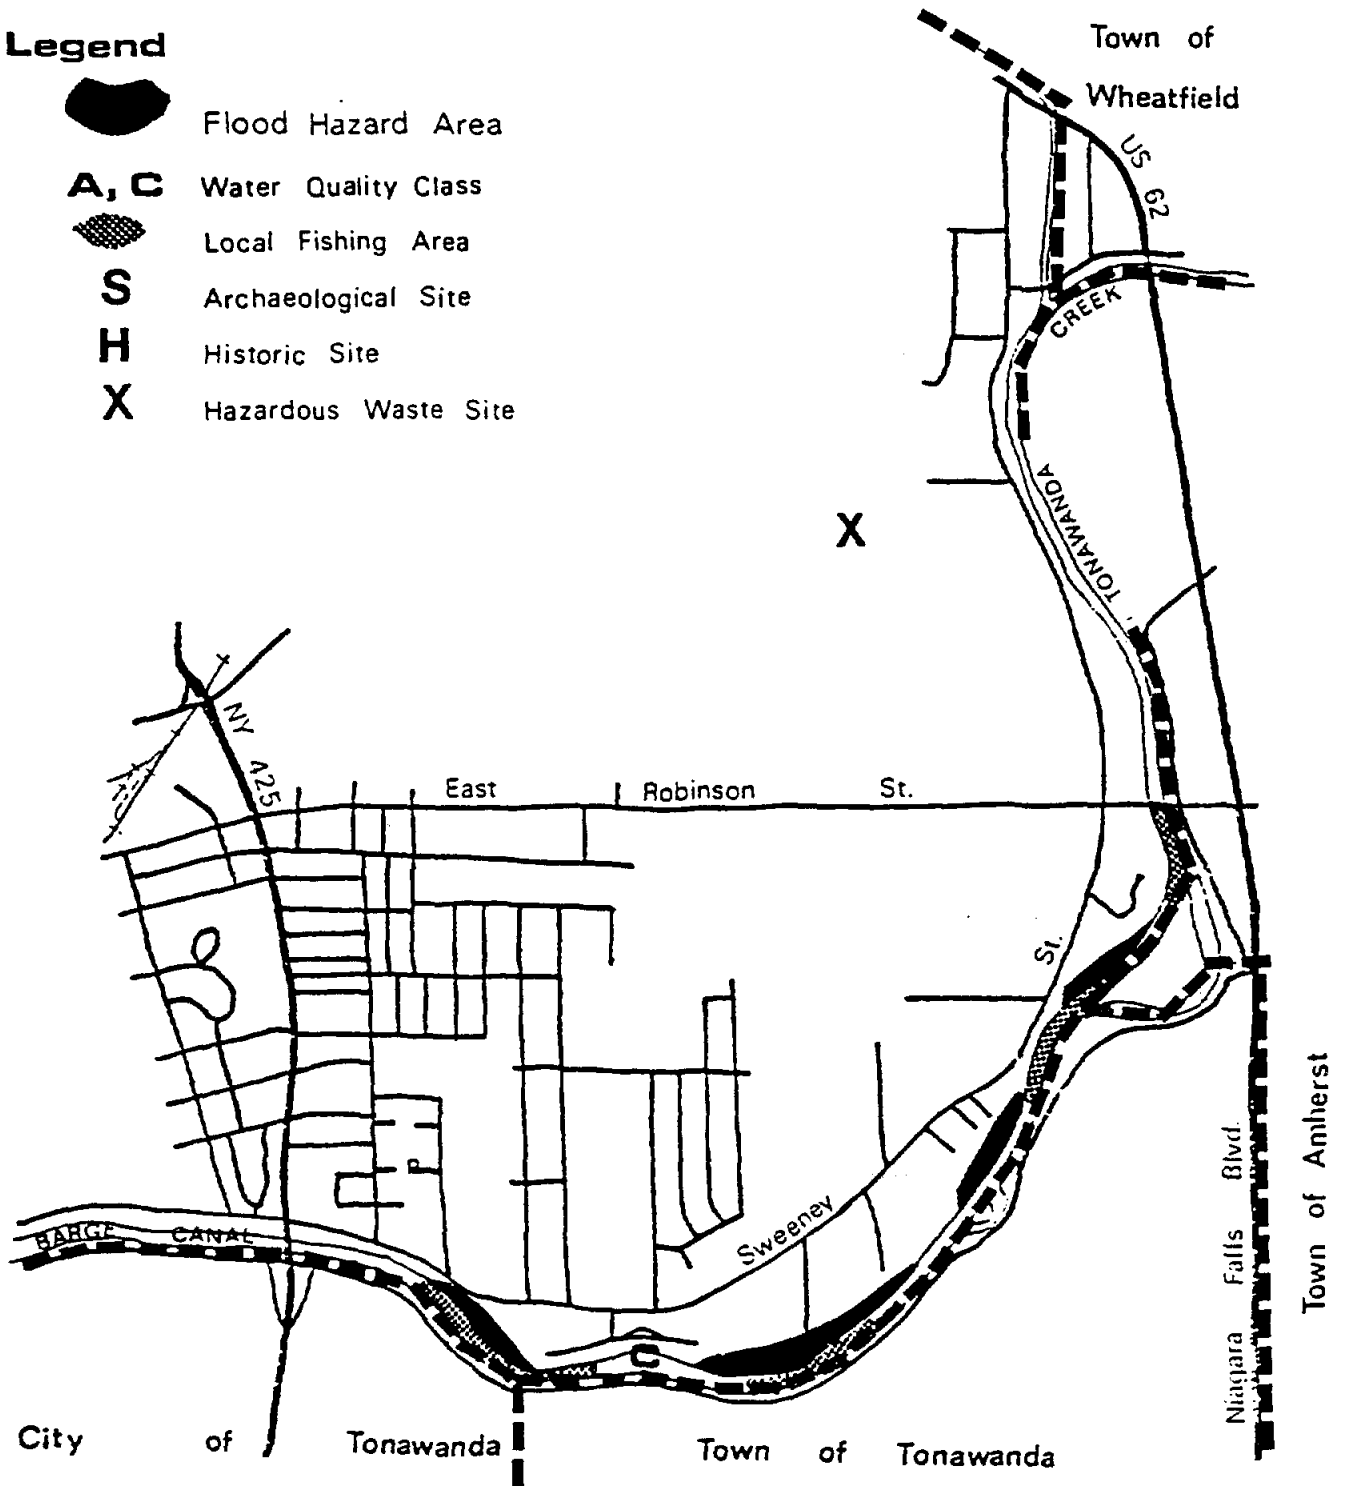 Legend
Flood Hazard Area
A, C Water Quality Class
Local Fishing Area
S Archaeological Site
H Historic Site
X Hazardous Waste Site
Town of
Wheatfield
US 62
CREEK
TONAWANDA
X
NY 425
East Robinson St.
Sweeney St.
BARGE CANAL
C
Niagara Falls Blvd.
Town of Amherst
City of Tonawanda
Town of Tonawanda